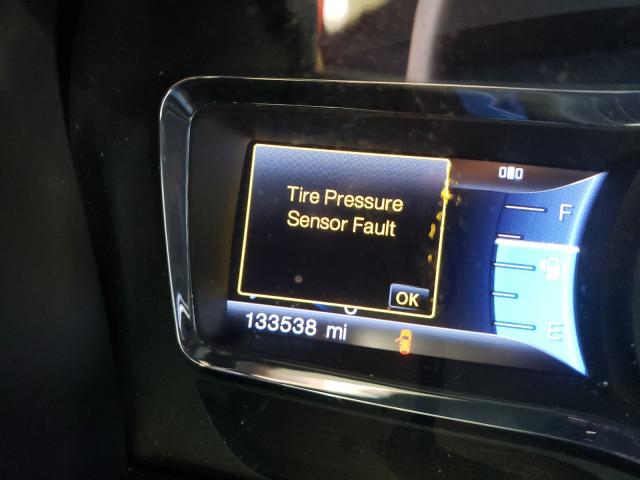 Tire Pressure
Sensor Fault
OK
133538 mi
F
E